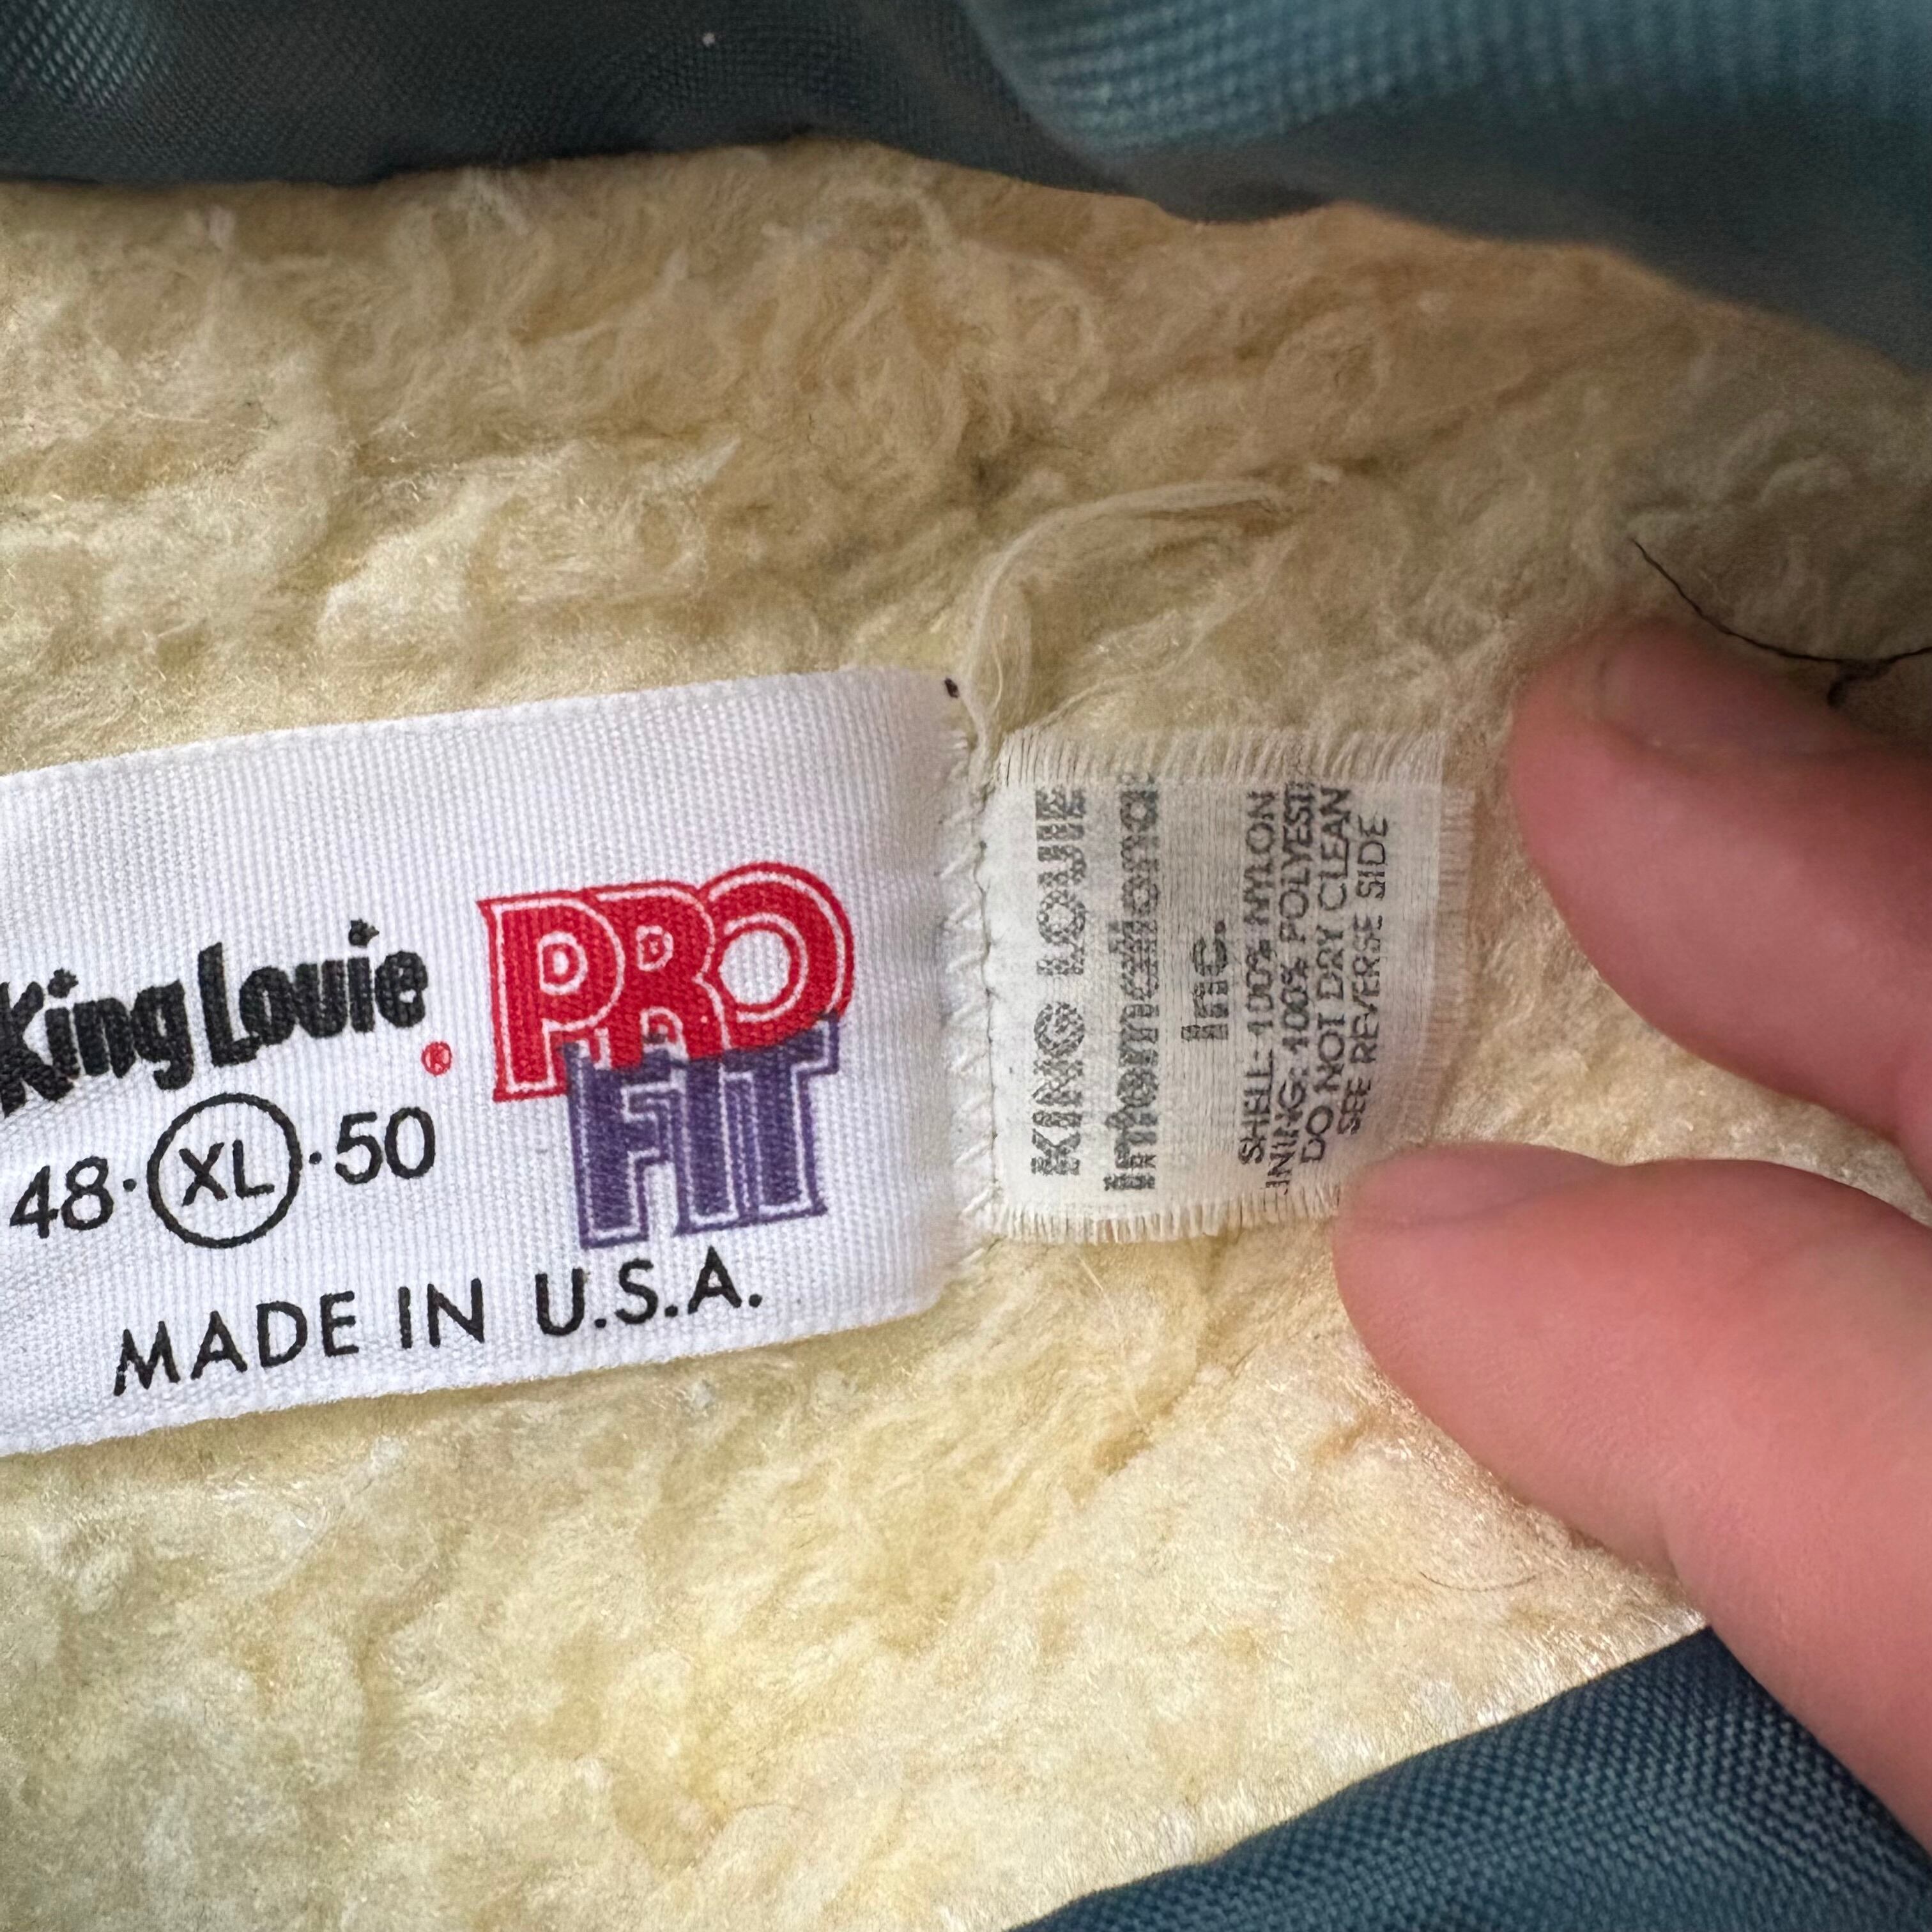 King Louie ®
PRO
FIT
48·XL·50
MADE IN U.S.A.
KING LOUIE
International
Inc.
SHELL: 100% NYLON
LINING: 100% POLYEST
DO NOT DRY CLEAN
SEE REVERSE SIDE